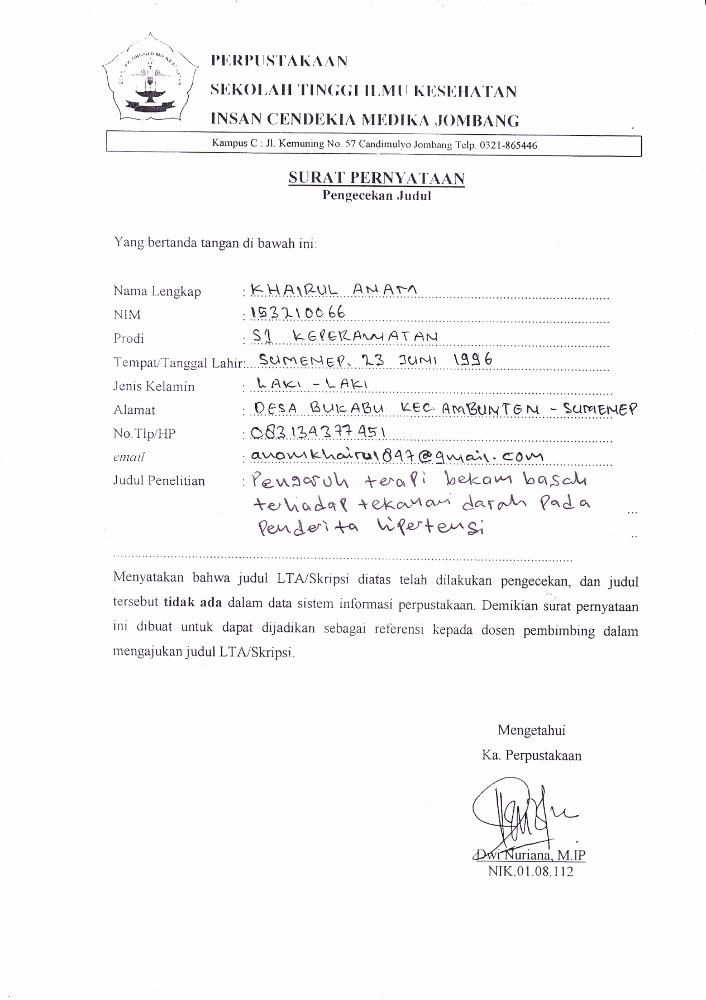 SEKOLAH TINGGI ILMU KESEHATAN
PERPUSTAKAAN
SEKOLAH TINGGI ILMU KESEHATAN
INSAN CENDEKIA MEDIKA JOMBANG
Kampus C : Jl. Kemuning No. 57 Candimulyo Jombang Telp. 0321-865446
SURAT PERNYATAAN
Pengecekan Judul
Yang bertanda tangan di bawah ini:
Nama Lengkap : KHAIRUL ANAM
NIM : 153210066
Prodi : S1 KEPERAWATAN
Tempat/Tanggal Lahir: SUMENEP. 23 JUNI 1996
Jenis Kelamin : LAKI - LAKI
Alamat : DESA BUKABU KEC. AMBUNTEN - SUMENEP
No.Tlp/HP : 083134377451
email : anamkhairul847@gmail.com
Judul Penelitian : Pengaruh terapi bekam basah
terhadap tekanan darah pada
Penderita hipertensi
Menyatakan bahwa judul LTA/Skripsi diatas telah dilakukan pengecekan, dan judul
tersebut tidak ada dalam data sistem informasi perpustakaan. Demikian surat pernyataan
ini dibuat untuk dapat dijadikan sebagai referensi kepada dosen pembimbing dalam
mengajukan judul LTA/Skripsi.
Mengetahui
Ka. Perpustakaan
Dwi Nuriana, M.IP
NIK.01.08.112